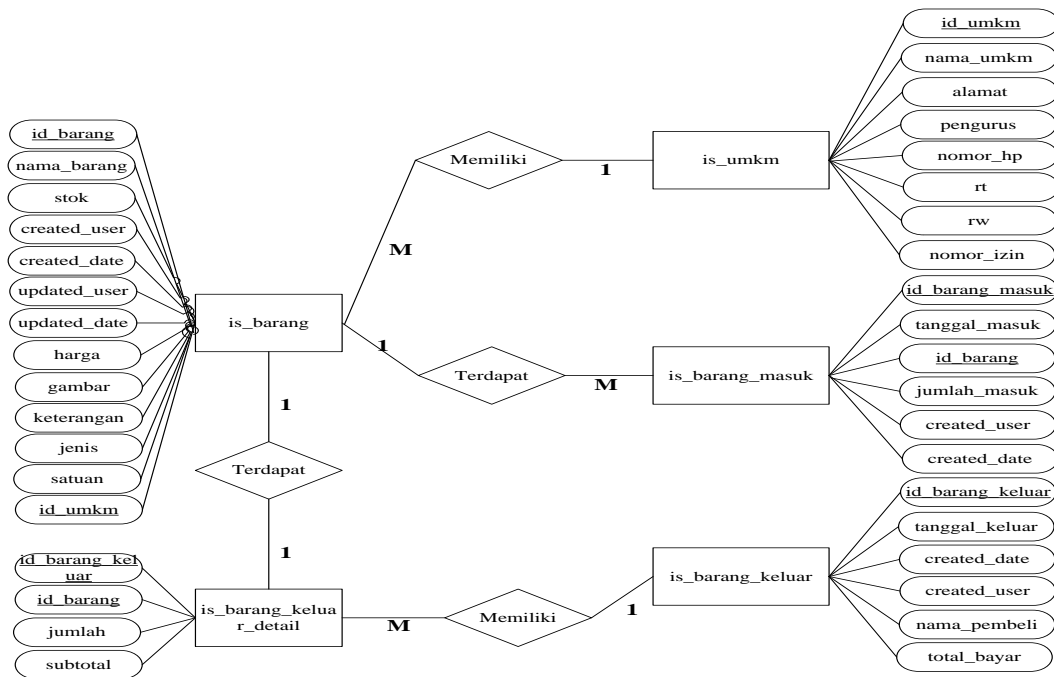 id_umkm
nama_umkm
alamat
pengurus
nomor_hp
rt
rw
nomor_izin
Memiliki
1
is_umkm
M
id_barang
nama_barang
stok
created_user
created_date
updated_user
updated_date
harga
gambar
keterangan
jenis
satuan
id_umkm
is_barang
1
Terdapat
M
is_barang_masuk
id_barang_masuk
tanggal_masuk
id_barang
jumlah_masuk
created_user
created_date
1
Terdapat
1
id_barang_kel
uar
id_barang
jumlah
subtotal
is_barang_kelua
r_detail
M
Memiliki
1
is_barang_keluar
id_barang_keluar
tanggal_keluar
created_date
created_user
nama_pembeli
total_bayar